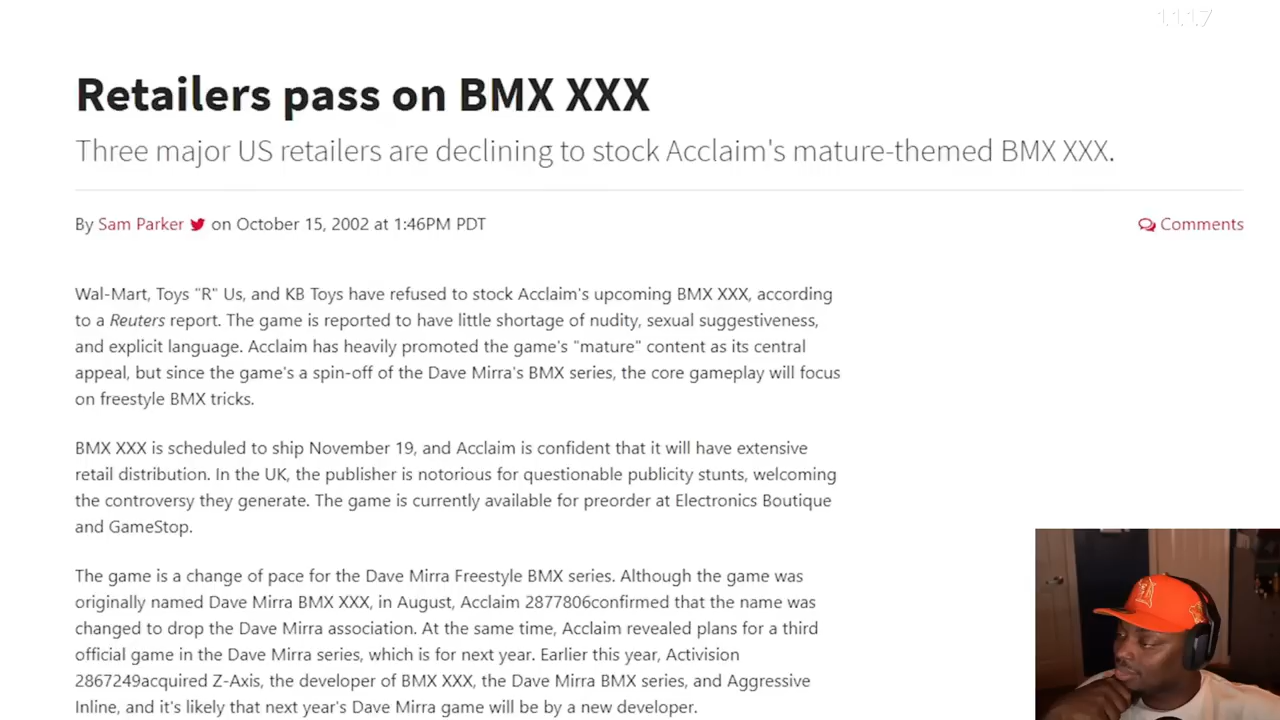 1.1.1.7
Retailers pass on BMX XXX
Three major US retailers are declining to stock Acclaim's mature-themed BMX XXX.
By Sam Parker on October 15, 2002 at 1:46PM PDT
Comments
Wal-Mart, Toys "R" Us, and KB Toys have refused to stock Acclaim's upcoming BMX XXX, according
to a Reuters report. The game is reported to have little shortage of nudity, sexual suggestiveness,
and explicit language. Acclaim has heavily promoted the game's "mature" content as its central
appeal, but since the game's a spin-off of the Dave Mirra's BMX series, the core gameplay will focus
on freestyle BMX tricks.
BMX XXX is scheduled to ship November 19, and Acclaim is confident that it will have extensive
retail distribution. In the UK, the publisher is notorious for questionable publicity stunts, welcoming
the controversy they generate. The game is currently available for preorder at Electronics Boutique
and GameStop.
The game is a change of pace for the Dave Mirra Freestyle BMX series. Although the game was
originally named Dave Mirra BMX XXX, in August, Acclaim 2877806confirmed that the name was
changed to drop the Dave Mirra association. At the same time, Acclaim revealed plans for a third
official game in the Dave Mirra series, which is for next year. Earlier this year, Activision
2867249acquired Z-Axis, the developer of BMX XXX, the Dave Mirra BMX series, and Aggressive
Inline, and it's likely that next year's Dave Mirra game will be by a new developer.